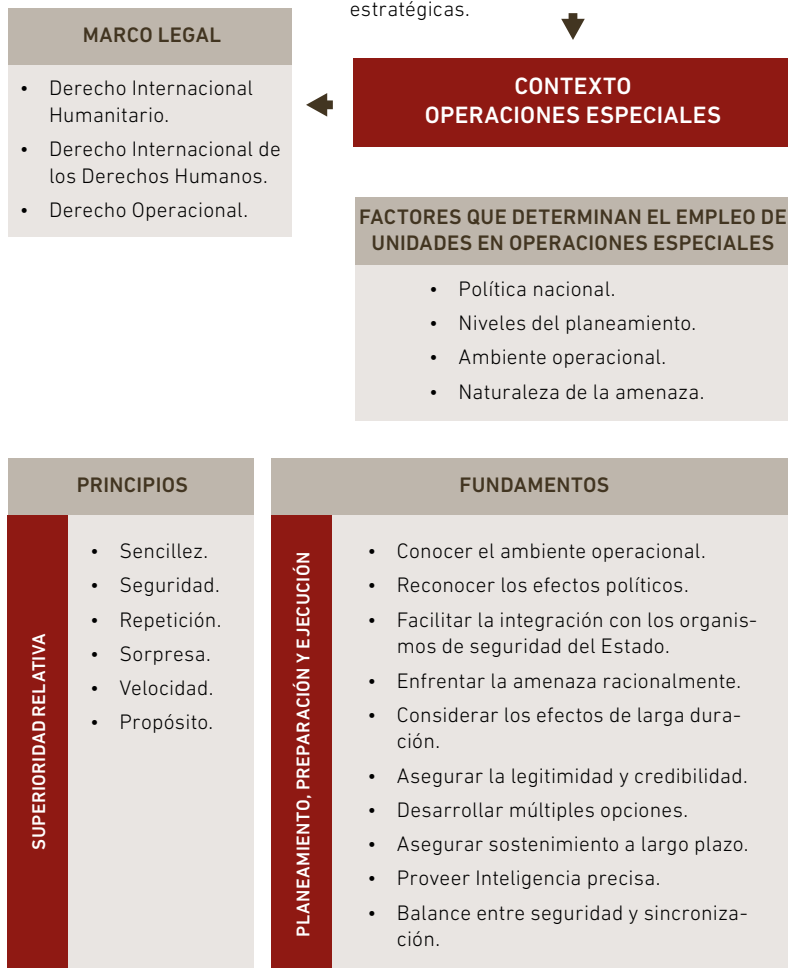 estratégicas.
MARCO LEGAL
• Derecho Internacional
Humanitario.
• Derecho Internacional de
los Derechos Humanos.
• Derecho Operacional.
CONTEXTO
OPERACIONES ESPECIALES
FACTORES QUE DETERMINAN EL EMPLEO DE
UNIDADES EN OPERACIONES ESPECIALES
• Política nacional.
• Niveles del planeamiento.
• Ambiente operacional.
• Naturaleza de la amenaza.
PRINCIPIOS
SUPERIORIDAD RELATIVA
• Sencillez.
• Seguridad.
• Repetición.
• Sorpresa.
• Velocidad.
• Propósito.
FUNDAMENTOS
PLANEAMIENTO, PREPARACIÓN Y EJECUCIÓN
• Conocer el ambiente operacional.
• Reconocer los efectos políticos.
• Facilitar la integración con los organis-
mos de seguridad del Estado.
• Enfrentar la amenaza racionalmente.
• Considerar los efectos de larga dura-
ción.
• Asegurar la legitimidad y credibilidad.
• Desarrollar múltiples opciones.
• Asegurar sostenimiento a largo plazo.
• Proveer Inteligencia precisa.
• Balance entre seguridad y sincroniza-
ción.